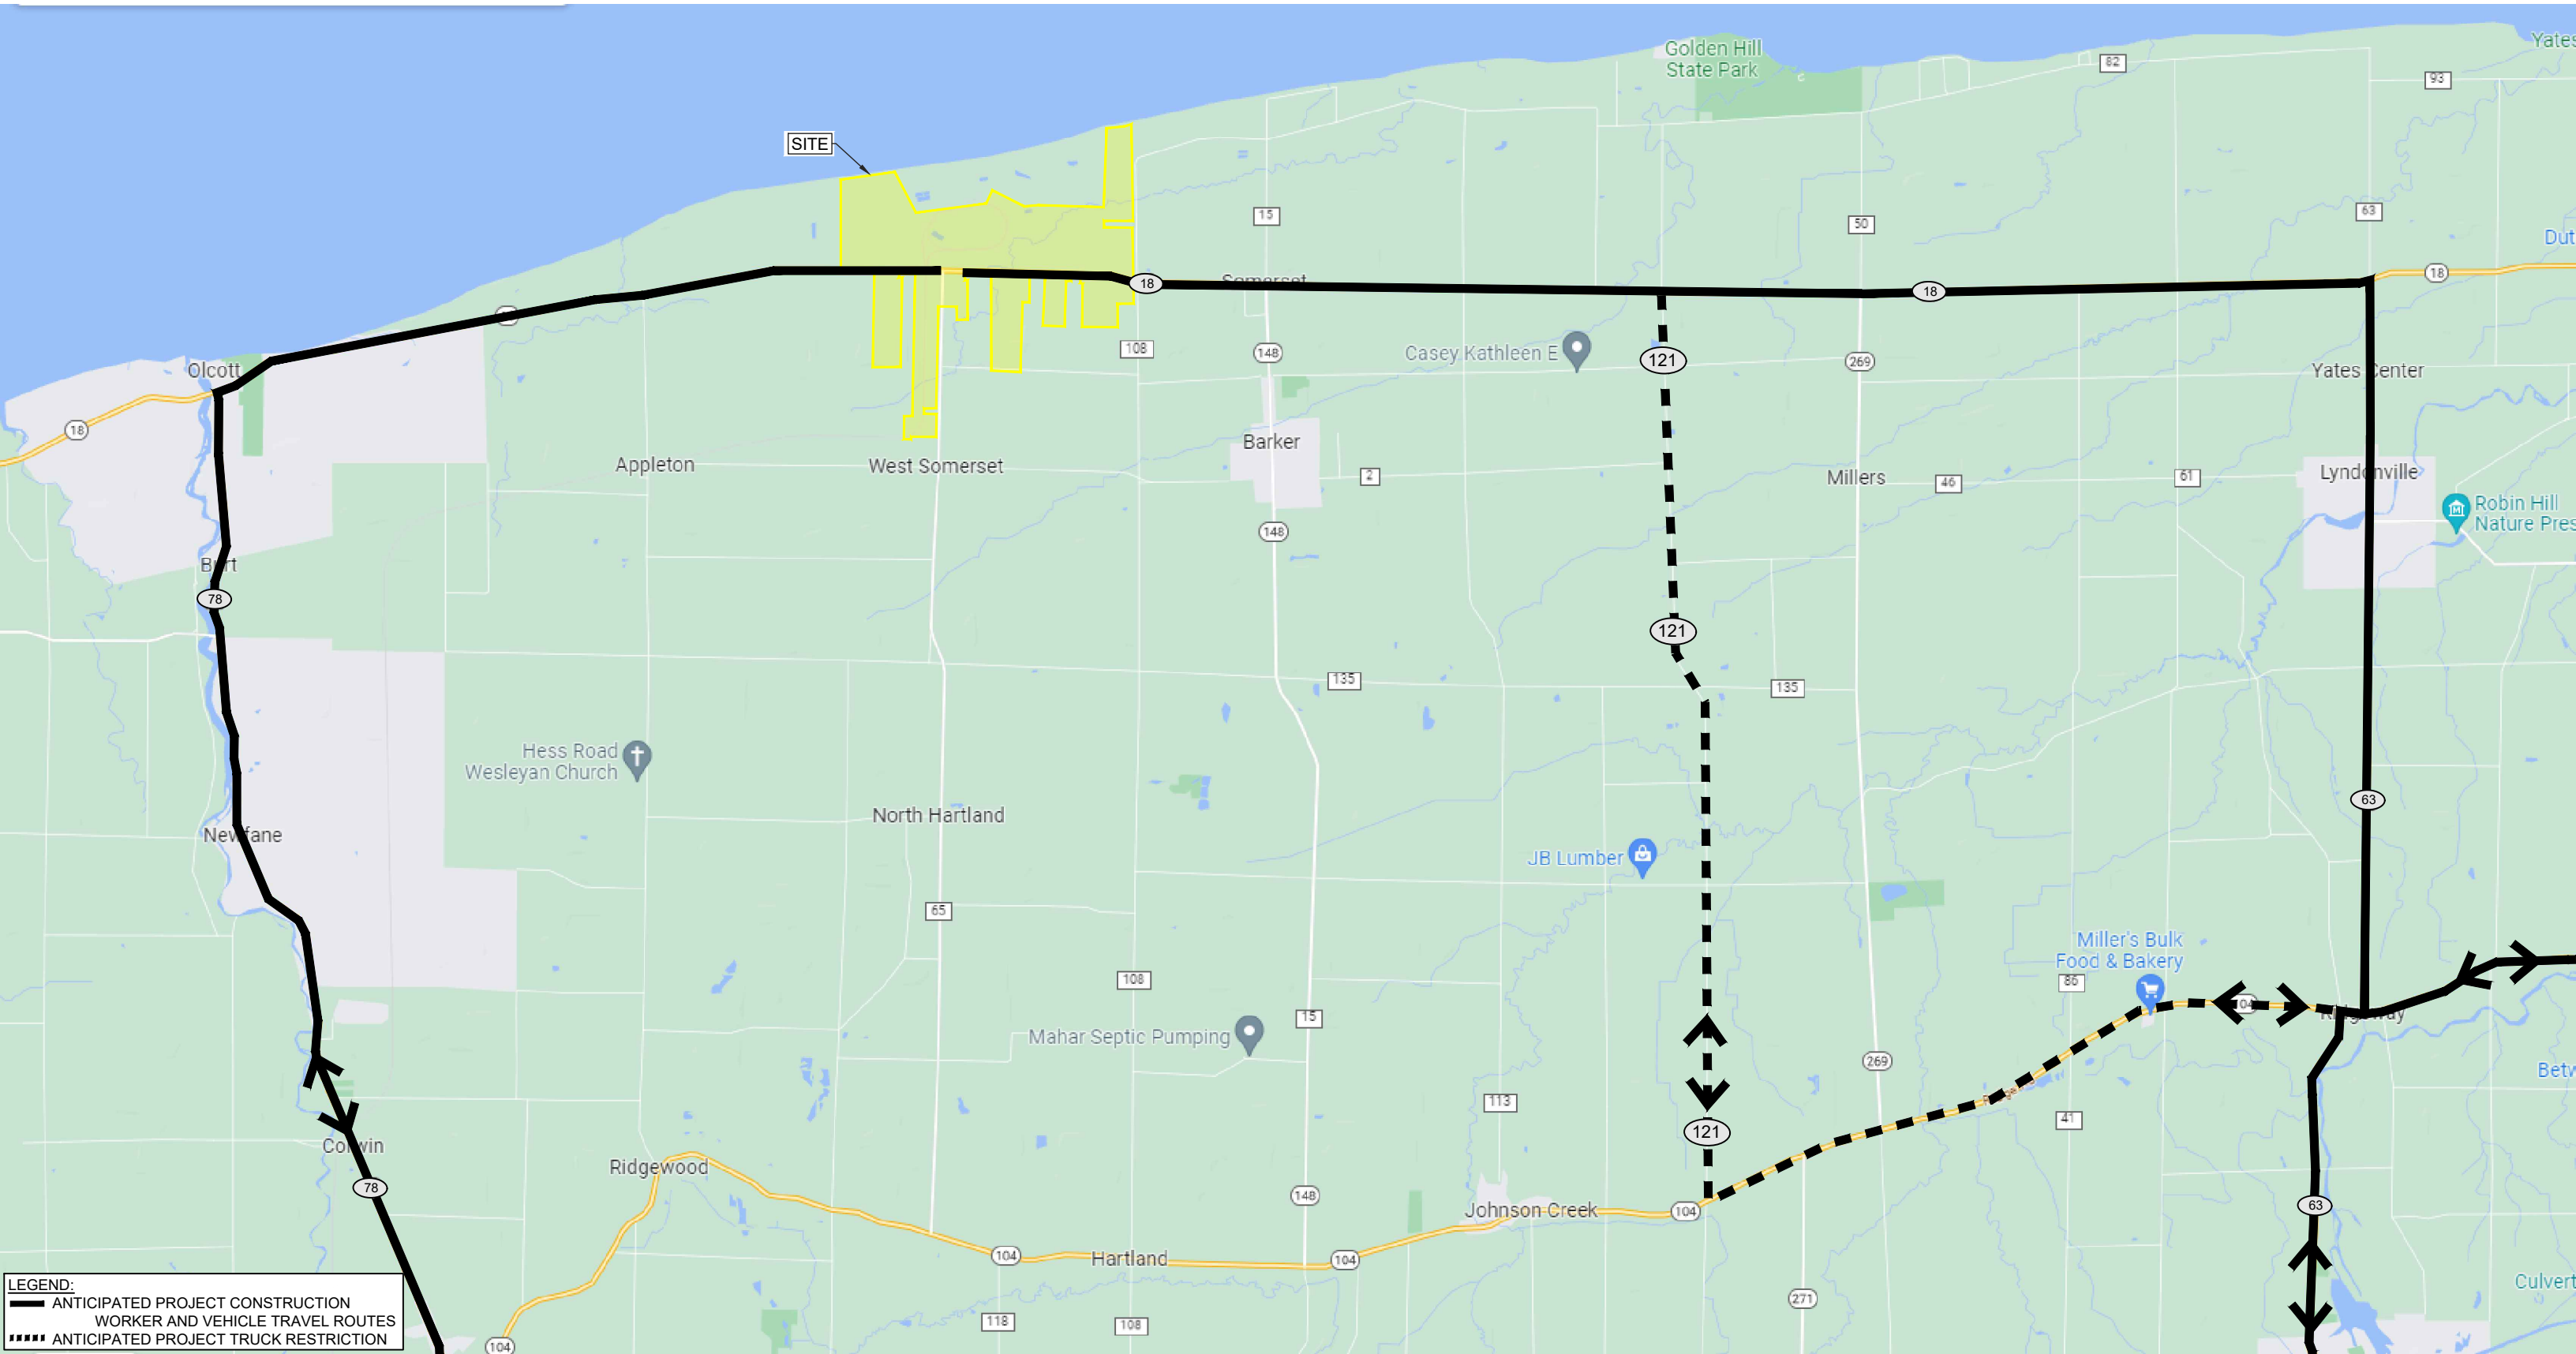 Golden Hill
State Park
Yates
82
93
SITE
15
50
63
Dut
18
18
18
Somerset
18
108
148
Casey Kathleen E
121
269
Yates Center
Olcott
18
Barker
Appleton
West Somerset
2
Millers
46
61
Lyndonville
Robin Hill
Nature Pres
148
Burt
78
121
135
135
Hess Road
Wesleyan Church
63
North Hartland
Newfane
JB Lumber
65
Miller's Bulk
Food & Bakery
108
86
15
Mahar Septic Pumping
Ridgeway
269
Betw
113
41
121
Corwin
Ridgewood
78
148
Johnson Creek
104
63
104
Hartland
104
Culvert
271
118
108
104
LEGEND:
ANTICIPATED PROJECT CONSTRUCTION
WORKER AND VEHICLE TRAVEL ROUTES
ANTICIPATED PROJECT TRUCK RESTRICTION